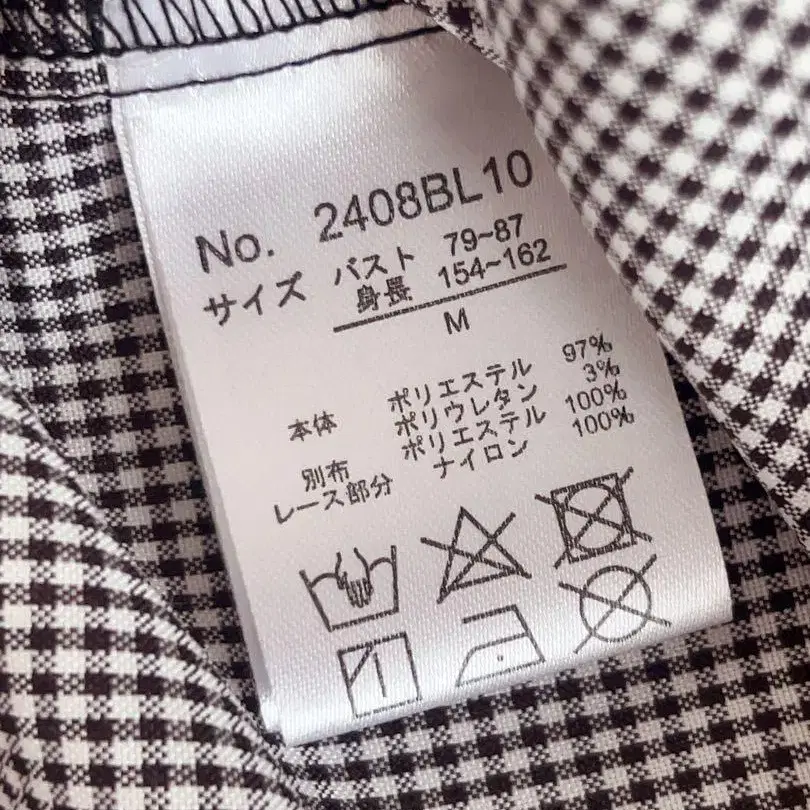 No. 2408BL10
サイズ バスト 79~87
身長 154~162
M
本体 ポリエステル 97%
ポリウレタン 3%
別布 ポリエステル 100%
レース部分 ナイロン 100%